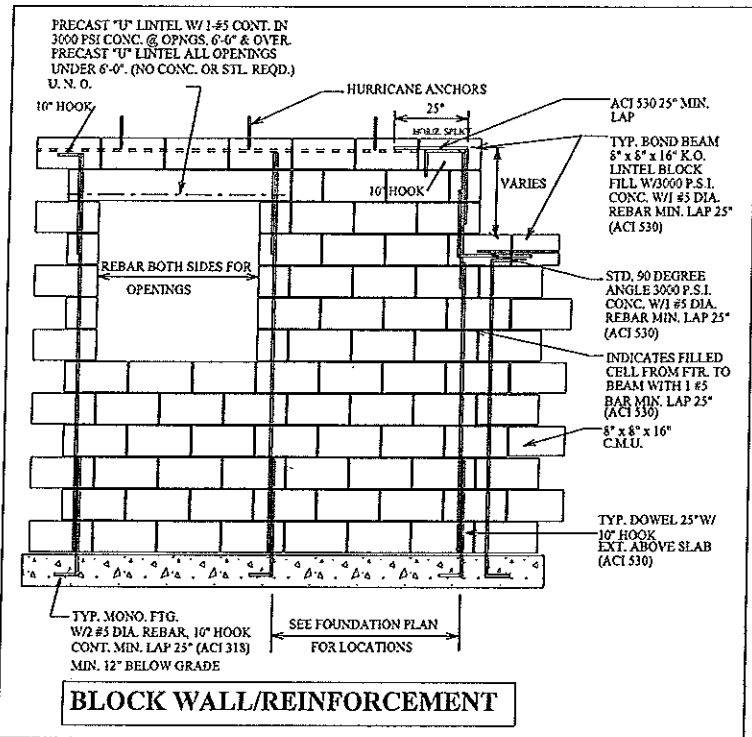 PRECAST "U" LINTEL W/ 1-#5 CONT. IN
3000 PSI CONC. @ OPNGS. 6'-0" & OVER.
PRECAST "U" LINTEL ALL OPENINGS
UNDER 6'-0". (NO CONC. OR STL. REQD.)
U. N. O.
10" HOOK
HURRICANE ANCHORS
25"
HORIZ. SPLICE
10" HOOK
VARIES
ACI 530 25" MIN.
LAP
TYP. BOND BEAM
8" x 8" x 16" K.O.
LINTEL BLOCK
FILL W/3000 P.S.I.
CONC. W/1 #5 DIA.
REBAR MIN. LAP 25"
(ACI 530)
REBAR BOTH SIDES FOR
OPENINGS
STD, 90 DEGREE
ANGLE 3000 P.S.I.
CONC. W/1 #5 DIA.
REBAR MIN. LAP 25"
(ACI 530)
INDICATES FILLED
CELL FROM FTR. TO
BEAM WITH 1 #5
BAR MIN. LAP 25"
(ACI 530)
8" x 8" x 16"
C.M.U.
TYP. DOWEL 25" W/
10" HOOK
EXT. ABOVE SLAB
(ACI 530)
TYP. MONO. FTG.
W/2 #5 DIA. REBAR, 10" HOOK
CONT. MIN. LAP 25" (ACI 318)
MIN. 12" BELOW GRADE
SEE FOUNDATION PLAN
FOR LOCATIONS
BLOCK WALL/REINFORCEMENT